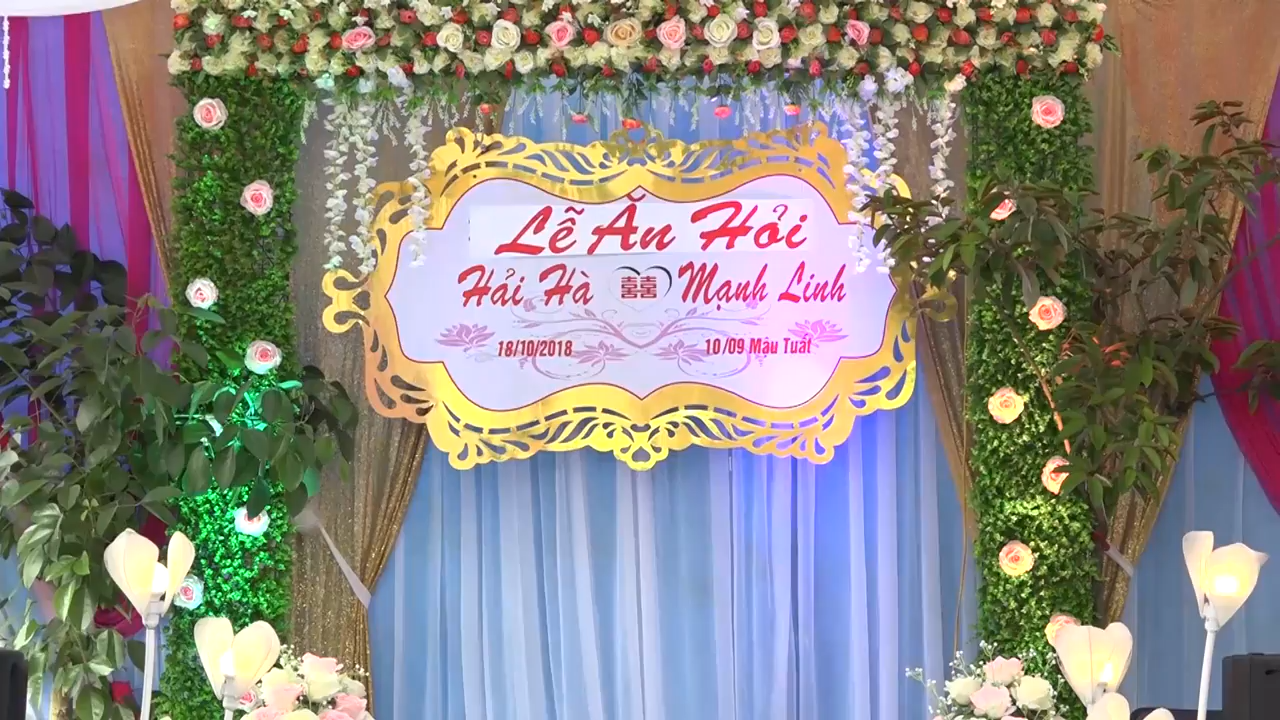 Lễ Ăn Hỏi
Hải Hà 囍 Mạnh Linh
18/10/2018 10/09 Mậu Tuất